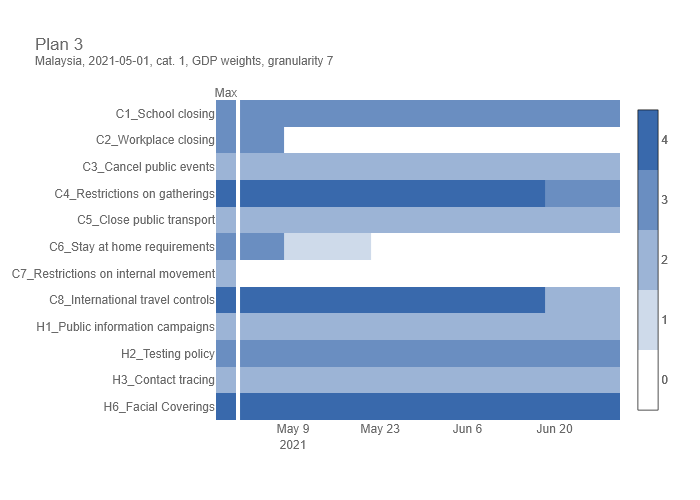 Plan 3
Malaysia, 2021-05-01, cat. 1, GDP weights, granularity 7
Max
C1_School closing
C2_Workplace closing
C3_Cancel public events
C4_Restrictions on gatherings
C5_Close public transport
C6_Stay at home requirements
C7_Restrictions on internal movement
C8_International travel controls
H1_Public information campaigns
H2_Testing policy
H3_Contact tracing
H6_Facial Coverings
May 9
2021
May 23
Jun 6
Jun 20
4
3
2
1
0